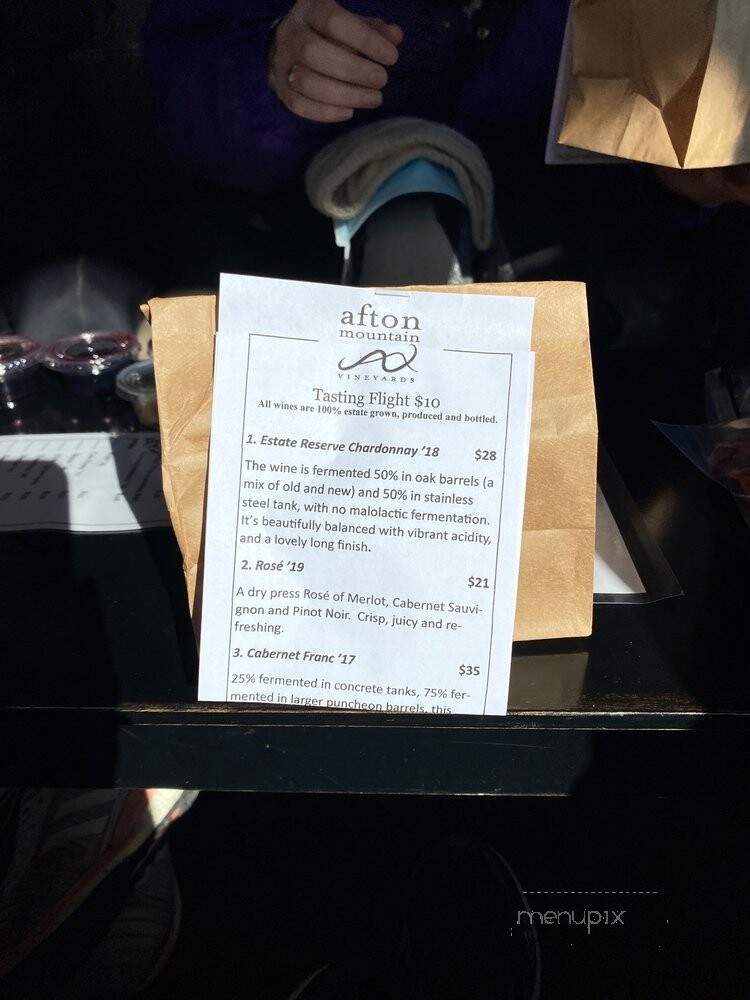 afton
mountain
VINEYARDS
Tasting Flight $10
All wines are 100% estate grown, produced and bottled.
1. Estate Reserve Chardonnay '18 $28
The wine is fermented 50% in oak barrels (a
mix of old and new) and 50% in stainless
steel tank, with no malolactic fermentation.
It's beautifully balanced with vibrant acidity,
and a lovely long finish.
2. Rosé '19 $21
A dry press Rosé of Merlot, Cabernet Sauvi-
gnon and Pinot Noir. Crisp, juicy and re-
freshing.
3. Cabernet Franc '17 $35
25% fermented in concrete tanks, 75% fer-
mented in larger puncheon barrels, this
menupix